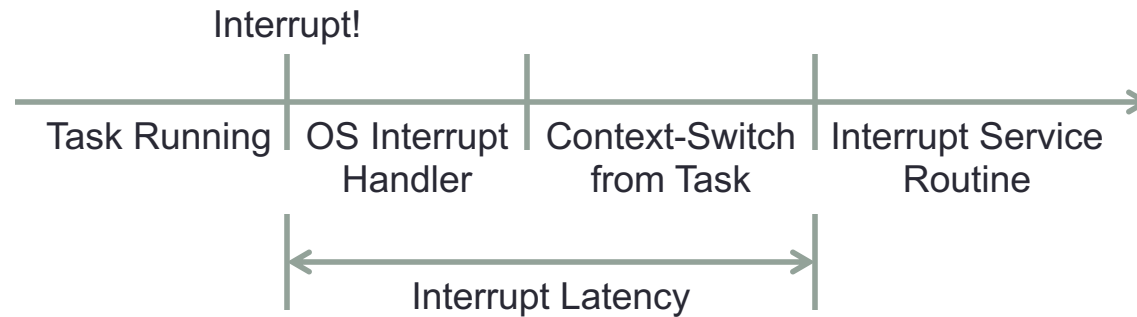 Interrupt!
Task Running
OS Interrupt
Handler
Context-Switch
from Task
Interrupt Service
Routine
Interrupt Latency